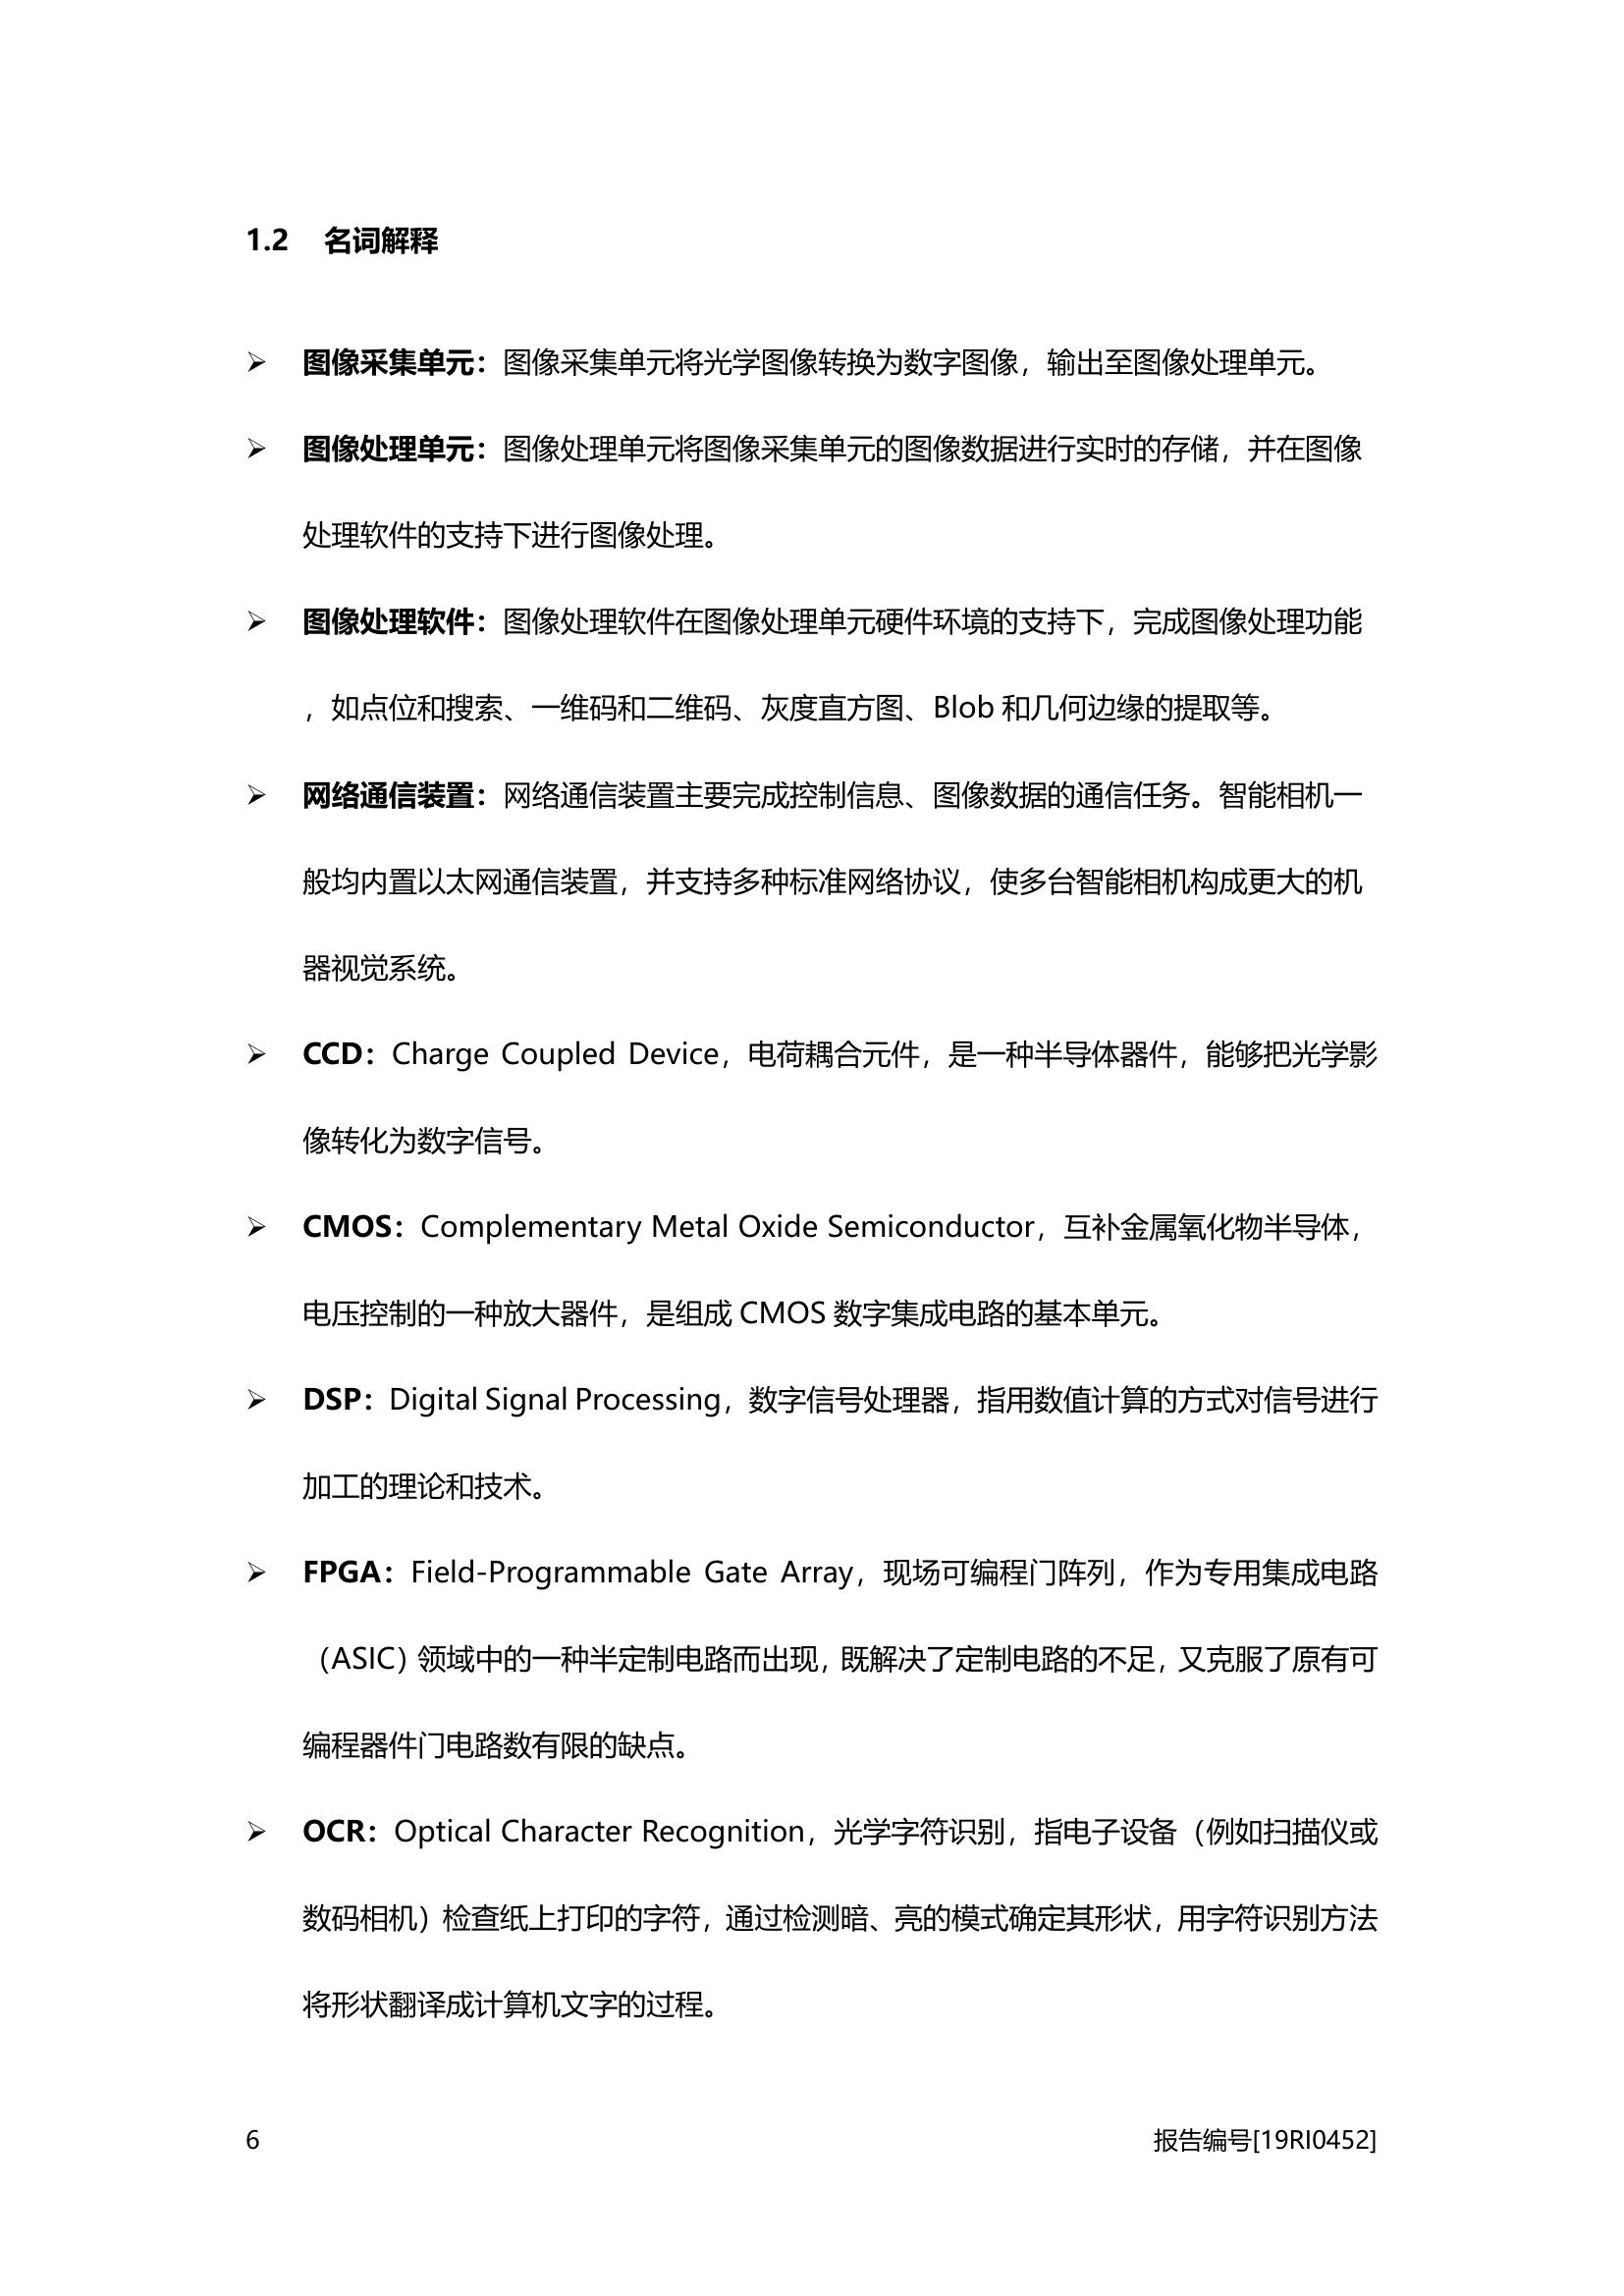 1.2 名词解释
➢ 图像采集单元：图像采集单元将光学图像转换为数字图像，输出至图像处理单元。
➢ 图像处理单元：图像处理单元将图像采集单元的图像数据进行实时的存储，并在图像
处理软件的支持下进行图像处理。
➢ 图像处理软件：图像处理软件在图像处理单元硬件环境的支持下，完成图像处理功能
，如点位和搜索、一维码和二维码、灰度直方图、Blob 和几何边缘的提取等。
➢ 网络通信装置：网络通信装置主要完成控制信息、图像数据的通信任务。智能相机一
般均内置以太网通信装置，并支持多种标准网络协议，使多台智能相机构成更大的机
器视觉系统。
➢ CCD：Charge Coupled Device，电荷耦合元件，是一种半导体器件，能够把光学影
像转化为数字信号。
➢ CMOS：Complementary Metal Oxide Semiconductor，互补金属氧化物半导体，
电压控制的一种放大器件，是组成 CMOS 数字集成电路的基本单元。
➢ DSP：Digital Signal Processing，数字信号处理器，指用数值计算的方式对信号进行
加工的理论和技术。
➢ FPGA：Field-Programmable Gate Array，现场可编程门阵列，作为专用集成电路
（ASIC）领域中的一种半定制电路而出现，既解决了定制电路的不足，又克服了原有可
编程器件门电路数有限的缺点。
➢ OCR：Optical Character Recognition，光学字符识别，指电子设备（例如扫描仪或
数码相机）检查纸上打印的字符，通过检测暗、亮的模式确定其形状，用字符识别方法
将形状翻译成计算机文字的过程。
6 报告编号[19RI0452]